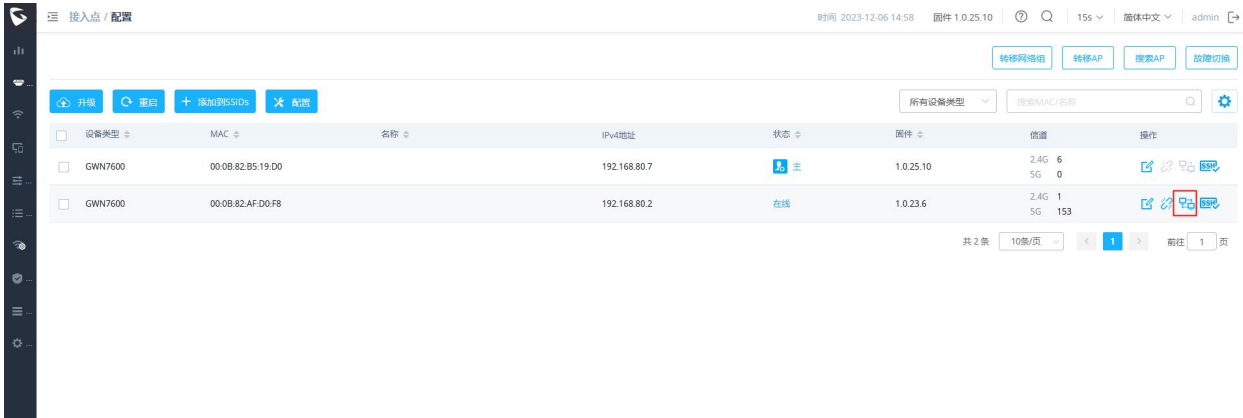 接入点 / 配置
时间 2023-12-06 14:58 固件 1.0.25.10 15s 简体中文 admin
转移网络组 转移AP 搜索AP 故障切换
升级 重启 添加到SSIDs 配置 所有设备类型 搜索MAC/名称
设备类型 MAC 名称 IPv4地址 状态 固件 信道 操作
GWN7600 00:0B:82:B5:19:D0 192.168.80.7 主 1.0.25.10 2.4G 6 SSH
5G 0
GWN7600 00:0B:82:AF:D0:F8 192.168.80.2 在线 1.0.23.6 2.4G 1 SSH
5G 153
共 2 条 10条/页 1 前往 1 页